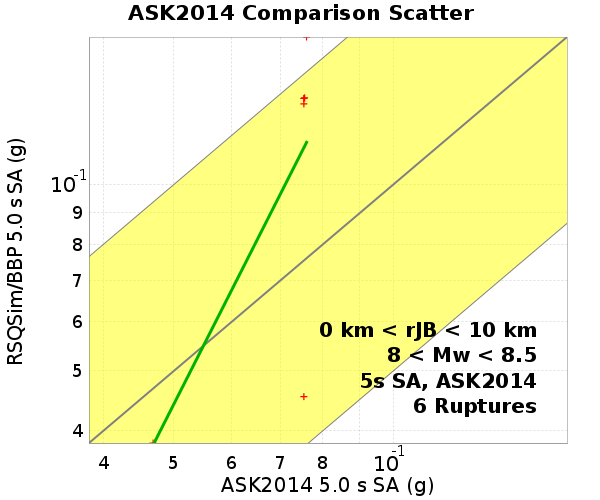 ASK2014 Comparison Scatter
RSQSim/BBP 5.0 s SA (g)
10-1
9
8
7
6
5
4
0 km < rJB < 10 km
8 < Mw < 8.5
5s SA, ASK2014
6 Ruptures
4 5 6 7 8 10-1
ASK2014 5.0 s SA (g)